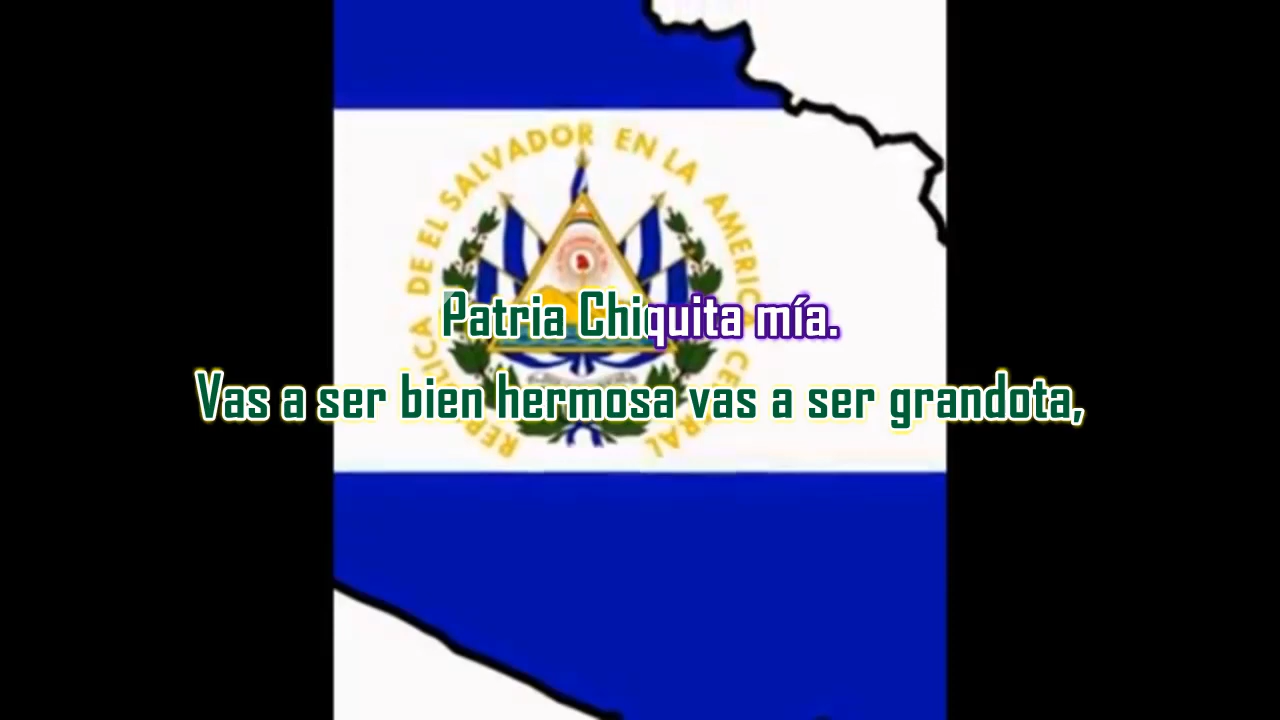 REPUBLICA DE EL SALVADOR EN LA AMERICA CENTRAL
Patria Chiquita mía.
Vas a ser bien hermosa vas a ser grandota,